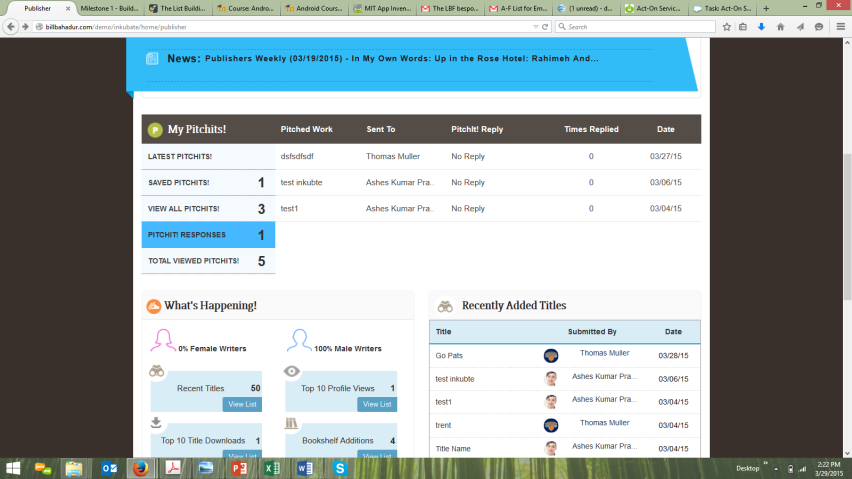 Publisher
Milestone 1 - Build...
The List Buildin...
Course: Andro...
Android Cours...
MIT App Inven...
The LBF bespo...
A-F List for Em...
(1 unread) - d...
Act-On Servic...
Task: Act-On S...
billbahadur.com/demo/inkubate/home/publisher
Search
News: Publishers Weekly (03/19/2015) - In My Own Words: Up in the Rose Hotel: Rahimeh And...
P My Pitchits! Pitched Work Sent To PitchIt! Reply Times Replied Date
LATEST PITCHITS! dsfsdfsdf Thomas Muller No Reply 0 03/27/15
SAVED PITCHITS! 1 test inkubte Ashes Kumar Pra.. No Reply 0 03/06/15
VIEW ALL PITCHITS! 3 test1 Ashes Kumar Pra.. No Reply 0 03/04/15
PITCHIT! RESPONSES 1
TOTAL VIEWED PITCHITS! 5
What's Happening!
0% Female Writers 100% Male Writers
Recent Titles 50
View List
Top 10 Profile Views 1
View List
Top 10 Title Downloads 1
View List
Bookshelf Additions 4
View List
Recently Added Titles
Title Submitted By Date
Go Pats Thomas Muller 03/28/15
test inkubte Ashes Kumar Pra... 03/06/15
test1 Ashes Kumar Pra... 03/04/15
trent Thomas Muller 03/04/15
Title Name Ashes Kumar Pra... 03/04/15
Desktop
2:22 PM
3/29/2015